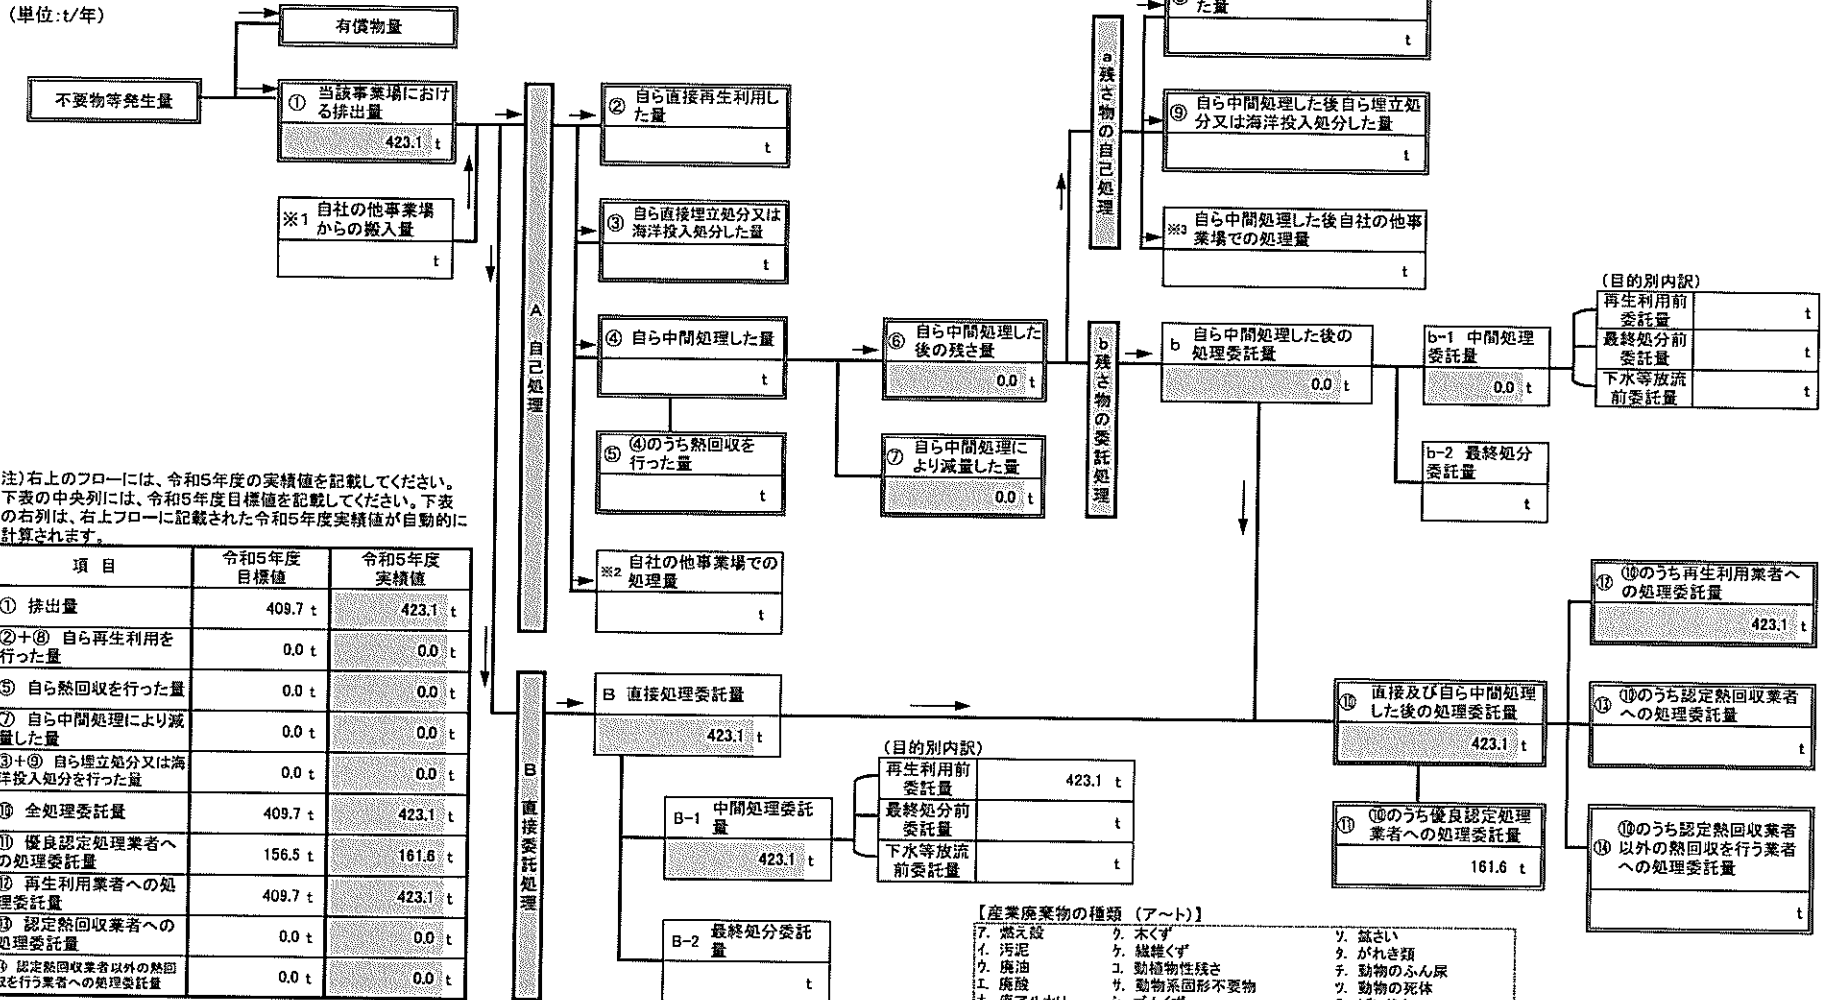 (単位:t/年)
有償物量
不要物等発生量
① 当該事業場におけ
る排出量
423.1 t
※1 自社の他事業場
からの搬入量
t
A 自己処理
② 自ら直接再生利用し
た量
t
③ 自ら直接埋立処分又は
海洋投入処分した量
t
④ 自ら中間処理した量
t
⑤ ④のうち熱回収を
行った量
t
※2 自社の他事業場での
処理量
t
⑥ 自ら中間処理した
後の残さ量
0.0 t
⑦ 自ら中間処理に
より減量した量
0.0 t
a 残さ物の自己処理
た量
t
⑨ 自ら中間処理した後自ら埋立処
分又は海洋投入処分した量
t
※3 自ら中間処理した後自社の他事
業場での処理量
t
b 残さ物の委託処理
b 自ら中間処理した後の
処理委託量
0.0 t
b-1 中間処理
委託量
0.0 t
(目的別内訳)
再生利用前
委託量 t
最終処分前
委託量 t
下水等放流
前委託量 t
b-2 最終処分
委託量
t
注)右上のフローには、令和5年度の実績値を記載してください。
下表の中央列には、令和5年度目標値を記載してください。下表
の右列は、右上フローに記載された令和5年度実績値が自動的に
計算されます。
項 目 令和5年度 目標値 令和5年度 実績値
① 排出量 409.7 t 423.1 t
②+⑧ 自ら再生利用を
行った量 0.0 t 0.0 t
⑤ 自ら熱回収を行った量 0.0 t 0.0 t
⑦ 自ら中間処理により減
量した量 0.0 t 0.0 t
③+⑨ 自ら埋立処分又は海
洋投入処分を行った量 0.0 t 0.0 t
⑩ 全処理委託量 409.7 t 423.1 t
⑪ 優良認定処理業者へ
の処理委託量 156.5 t 161.6 t
⑫ 再生利用業者への処
理委託量 409.7 t 423.1 t
⑬ 認定熱回収業者への
処理委託量 0.0 t 0.0 t
⑭ 認定熱回収業者以外の熱回
収を行う業者への処理委託量 0.0 t 0.0 t
B 直接委託処理
B 直接処理委託量
423.1 t
B-1 中間処理委託
量
423.1 t
(目的別内訳)
再生利用前
委託量 423.1 t
最終処分前
委託量 t
下水等放流
前委託量 t
B-2 最終処分委託
量
t
⑩ 直接及び自ら中間処理
した後の処理委託量
423.1 t
⑪ ⑩のうち優良認定処理
業者への処理委託量
161.6 t
⑫ ⑩のうち再生利用業者へ
の処理委託量
423.1 t
⑬ ⑩のうち認定熱回収業者
への処理委託量
t
⑭ ⑩のうち認定熱回収業者
以外の熱回収を行う業者
への処理委託量
t
【産業廃棄物の種類 (ア~ト)】
ア. 燃え殻 ク. 木くず ソ. 鉱さい
イ. 汚泥 ケ. 繊維くず タ. がれき類
ウ. 廃油 コ. 動植物性残さ チ. 動物のふん尿
エ. 廃酸 サ. 動物系固形不要物 ツ. 動物の死体